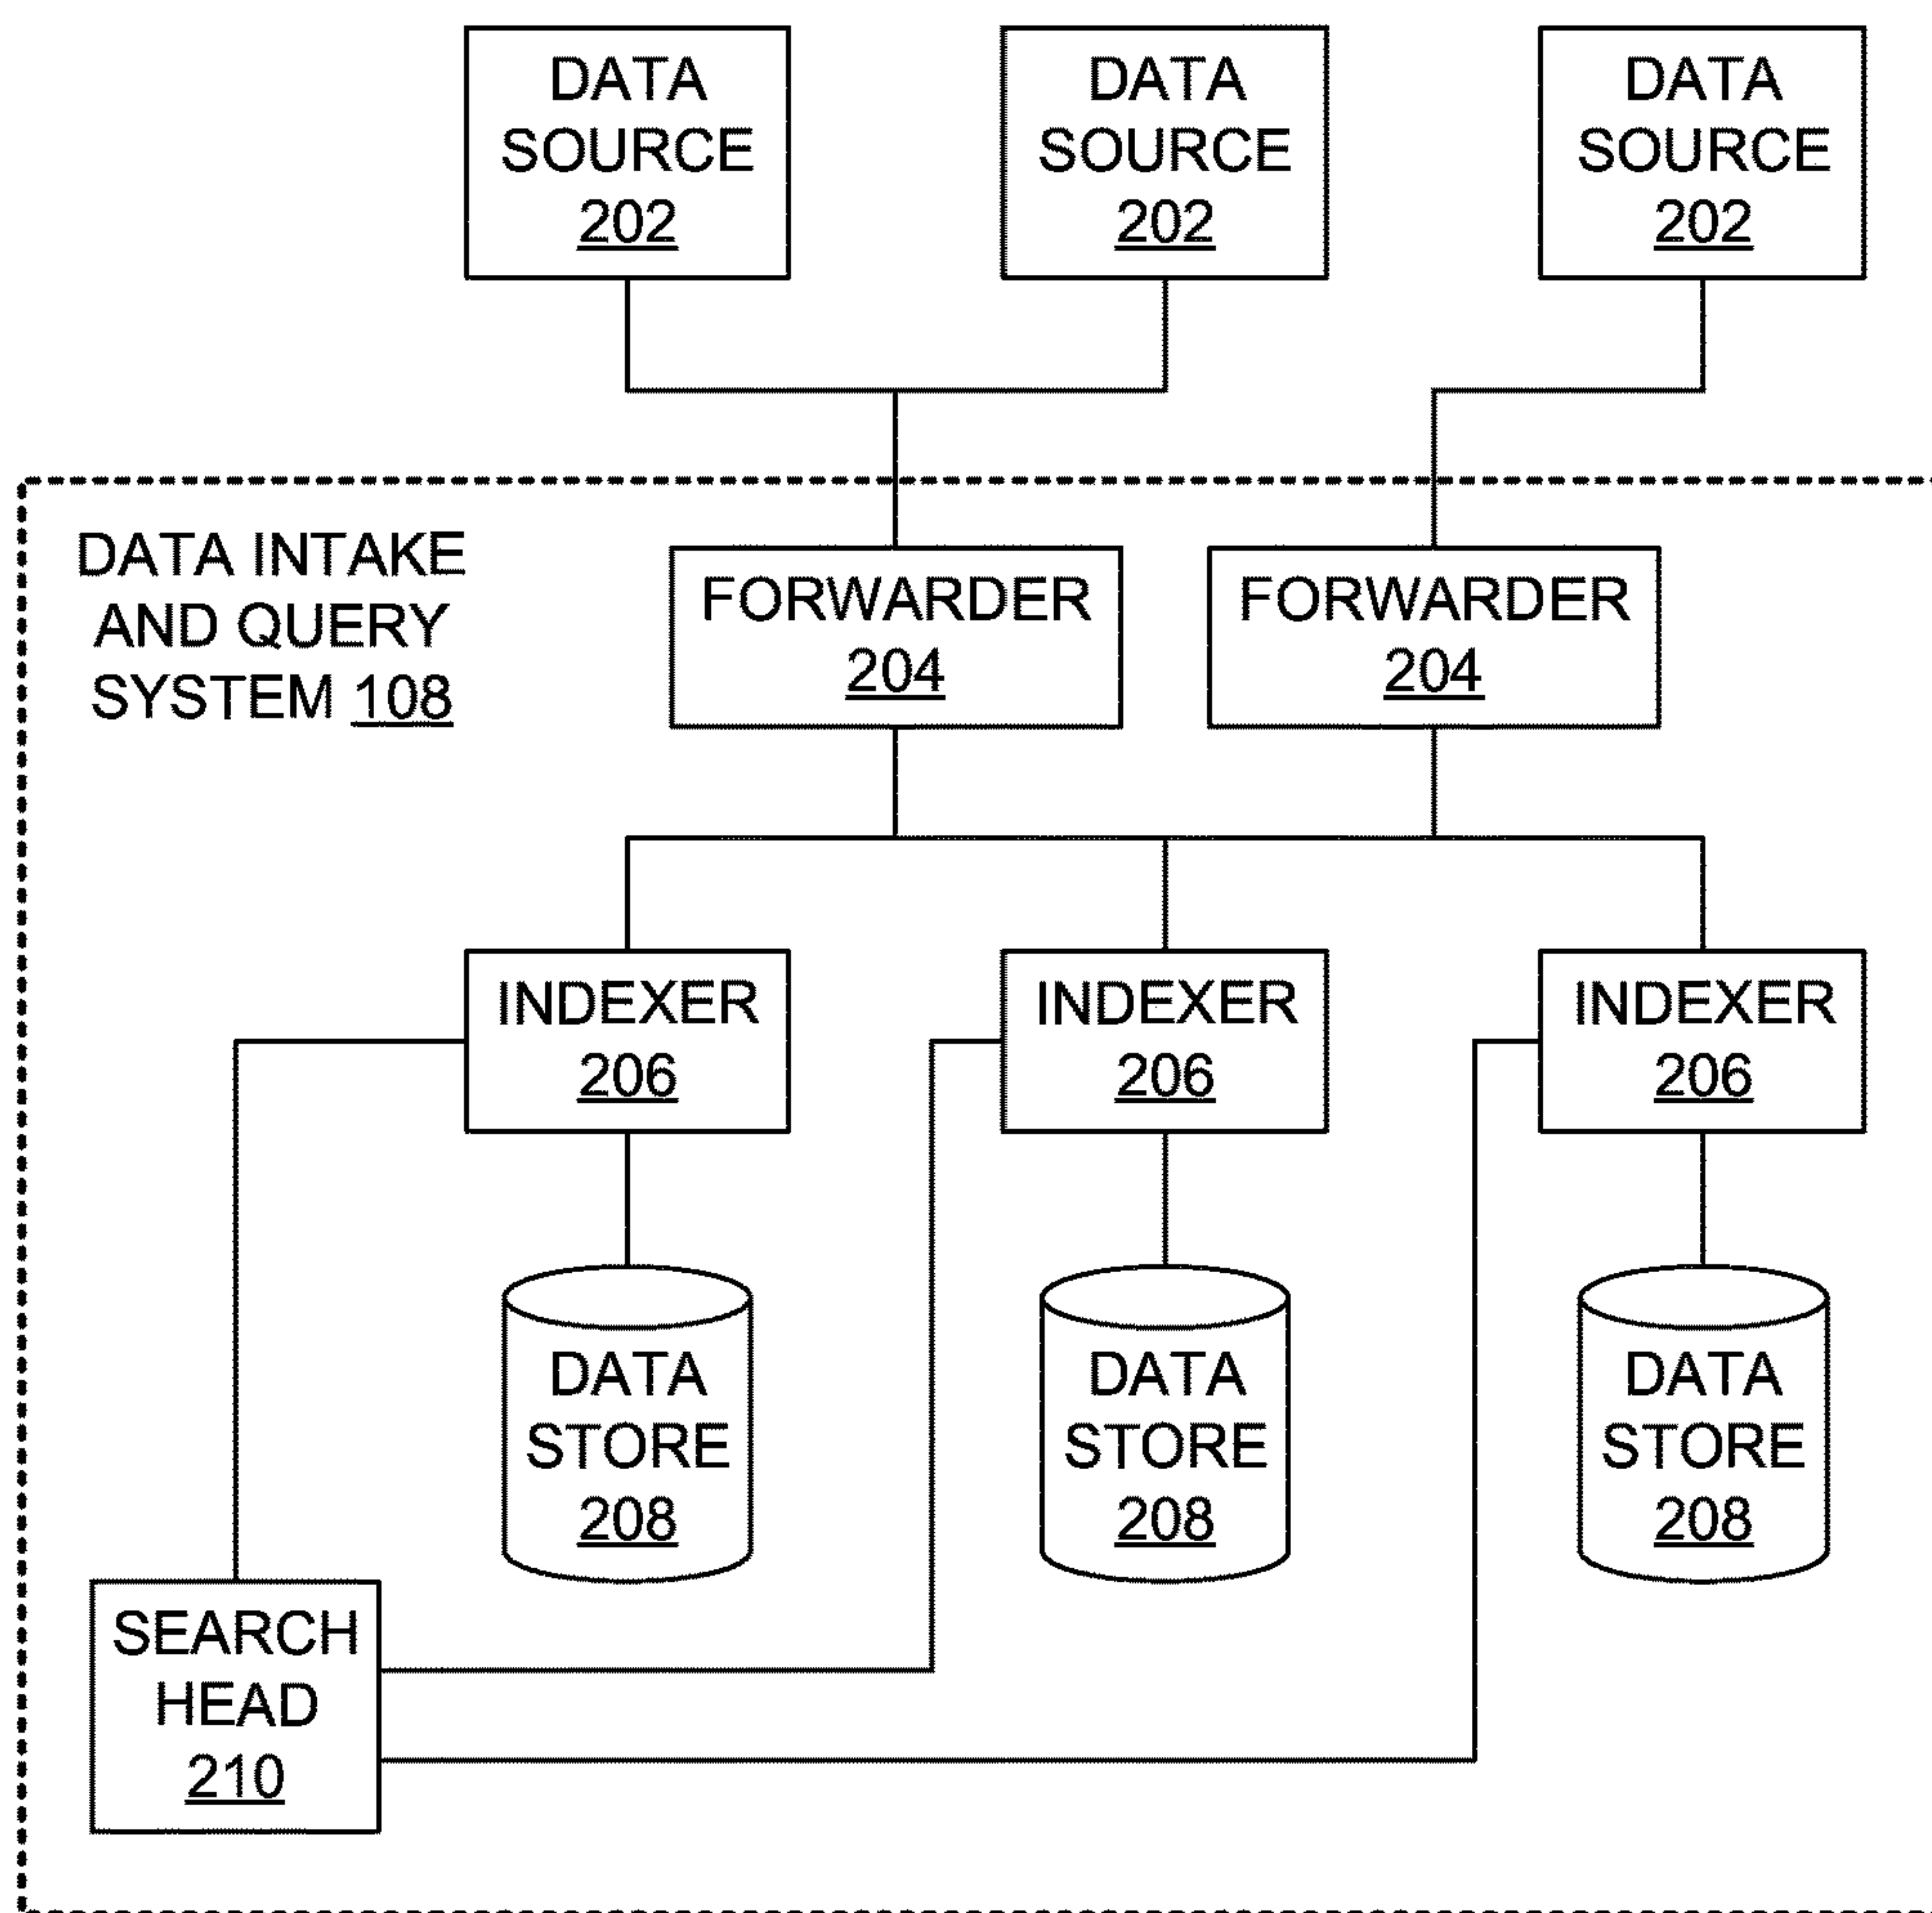 DATA
SOURCE
202
DATA
SOURCE
202
DATA
SOURCE
202
DATA INTAKE
AND QUERY
SYSTEM 108
FORWARDER
204
FORWARDER
204
INDEXER
206
INDEXER
206
INDEXER
206
DATA
STORE
208
DATA
STORE
208
DATA
STORE
208
SEARCH
HEAD
210